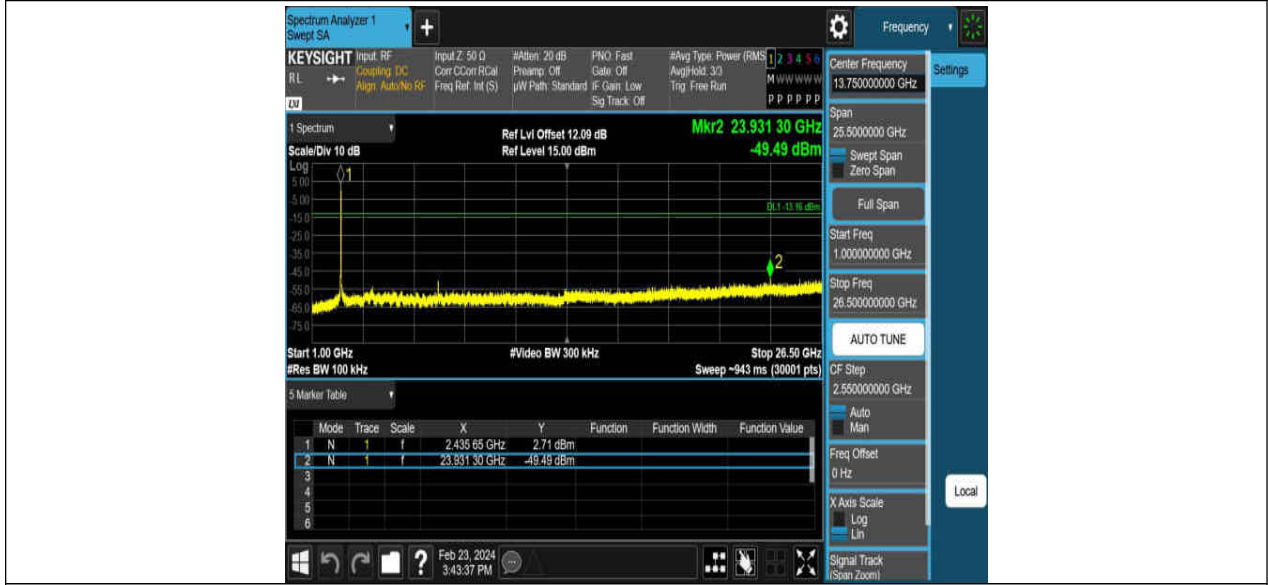 Spectrum Analyzer 1
Swept SA
+
Frequency
KEYSIGHT
RL
LXI
Input: RF
Coupling: DC
Align: Auto/No RF
Input Z: 50 Ω
Corr CCorr RCal
Freq Ref: Int (S)
#Atten: 20 dB
Preamp: Off
µW Path: Standard
PNO: Fast
Gate: Off
IF Gain: Low
Sig Track: Off
#Avg Type: Power (RMS
Avg|Hold: 3/3
Trig: Free Run
1 2 3 4 5 6
M W W W W W
P P P P P P
1 Spectrum
Scale/Div 10 dB
Ref Lvl Offset 12.09 dB
Ref Level 15.00 dBm
Mkr2 23.931 30 GHz
-49.49 dBm
Log
5.00
-5.00
-15.0
-25.0
-35.0
-45.0
-55.0
-65.0
-75.0
1
DL1 -13.16 dBm
2
Start 1.00 GHz
#Video BW 300 kHz
Stop 26.50 GHz
#Res BW 100 kHz
Sweep ~943 ms (30001 pts)
5 Marker Table
Mode Trace Scale X Y Function Function Width Function Value
1 N 1 f 2.435 65 GHz 2.71 dBm
2 N 1 f 23.931 30 GHz -49.49 dBm
3
4
5
6
?
Feb 23, 2024
3:43:37 PM
Center Frequency
13.750000000 GHz
Span
25.5000000 GHz
Swept Span
Zero Span
Full Span
Start Freq
1.000000000 GHz
Stop Freq
26.500000000 GHz
AUTO TUNE
CF Step
2.550000000 GHz
Auto
Man
Freq Offset
0 Hz
X Axis Scale
Log
Lin
Signal Track
(Span Zoom)
Settings
Local